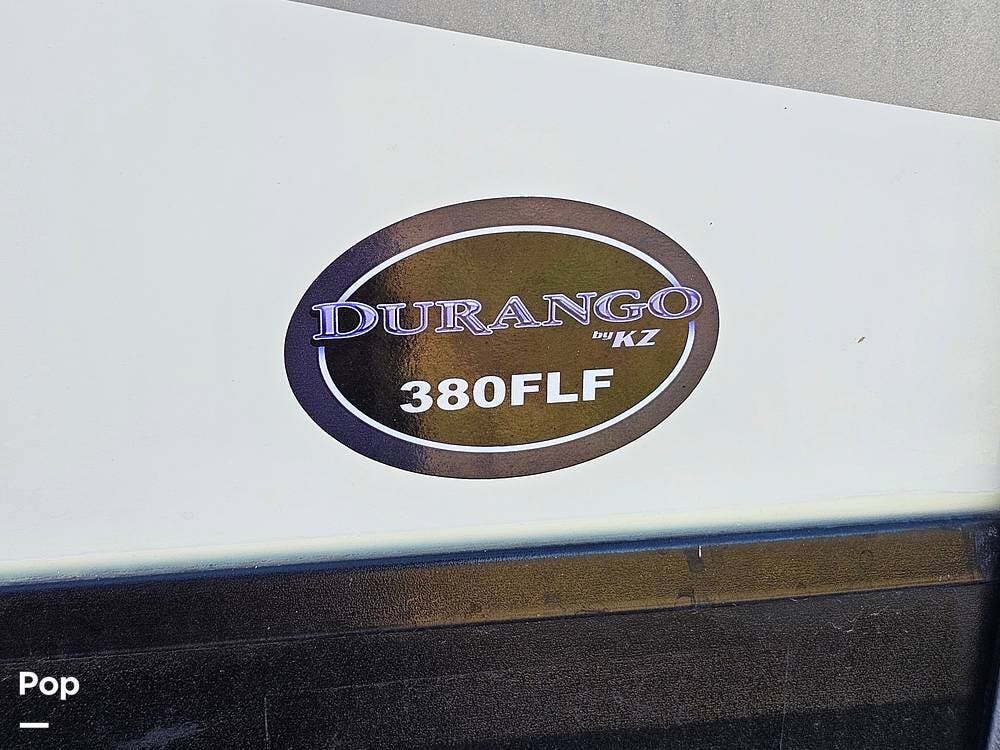 DURANGO
by KZ
380FLF
Pop